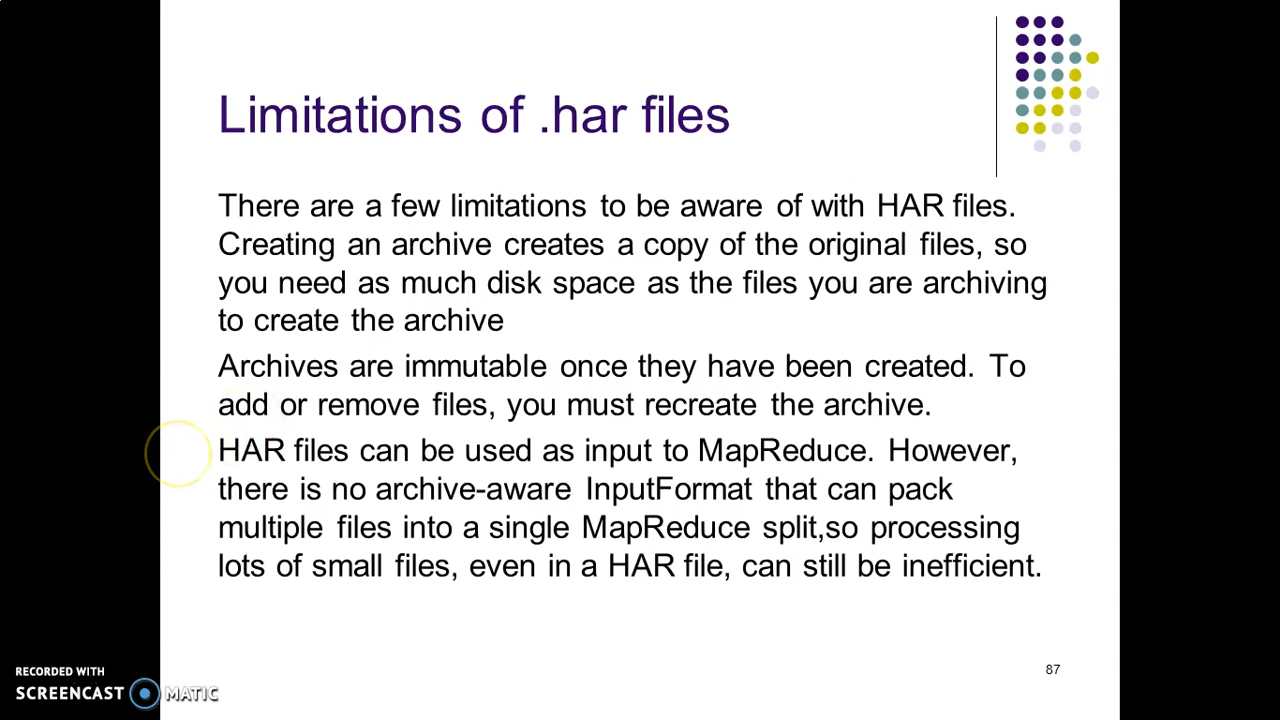 Limitations of .har files
There are a few limitations to be aware of with HAR files.
Creating an archive creates a copy of the original files, so
you need as much disk space as the files you are archiving
to create the archive
Archives are immutable once they have been created. To
add or remove files, you must recreate the archive.
HAR files can be used as input to MapReduce. However,
there is no archive-aware InputFormat that can pack
multiple files into a single MapReduce split,so processing
lots of small files, even in a HAR file, can still be inefficient.
87
RECORDED WITH
SCREENCAST MATIC